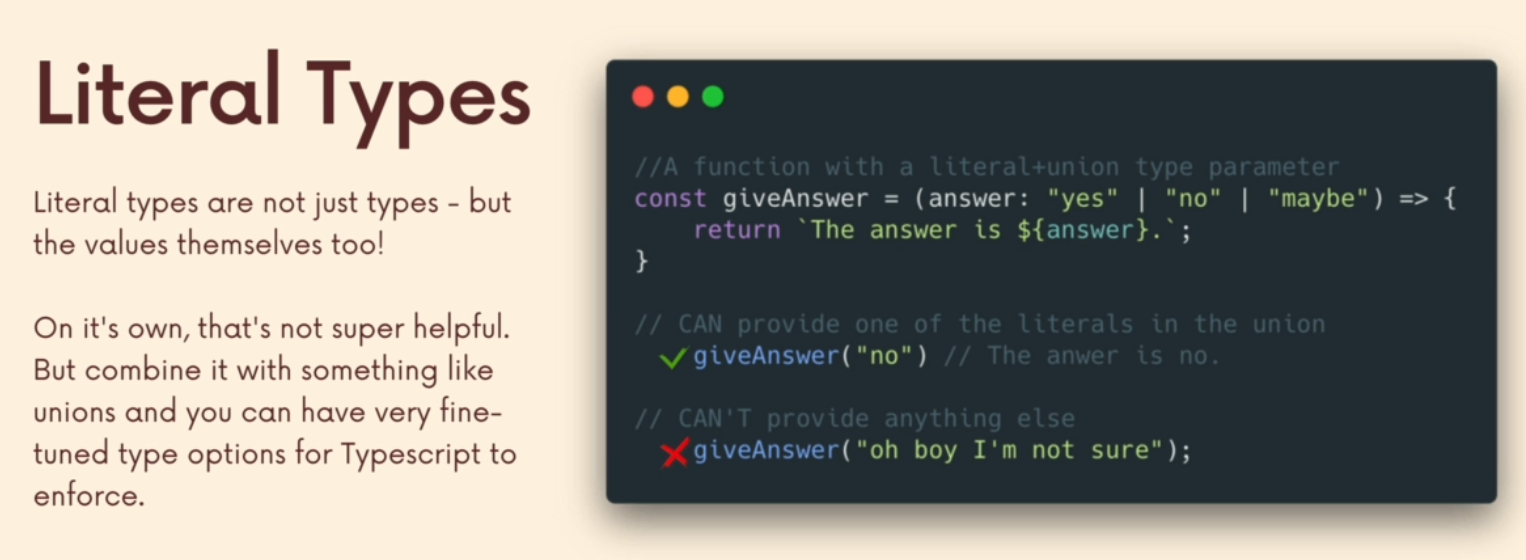 Literal Types
Literal types are not just types - but
the values themselves too!
On it's own, that's not super helpful.
But combine it with something like
unions and you can have very fine-
tuned type options for Typescript to
enforce.
//A function with a literal+union type parameter
const giveAnswer = (answer: "yes" | "no" | "maybe") => {
    return `The answer is ${answer}.`;
}
// CAN provide one of the literals in the union
giveAnswer("no") // The anwer is no.
// CAN'T provide anything else
giveAnswer("oh boy I'm not sure");